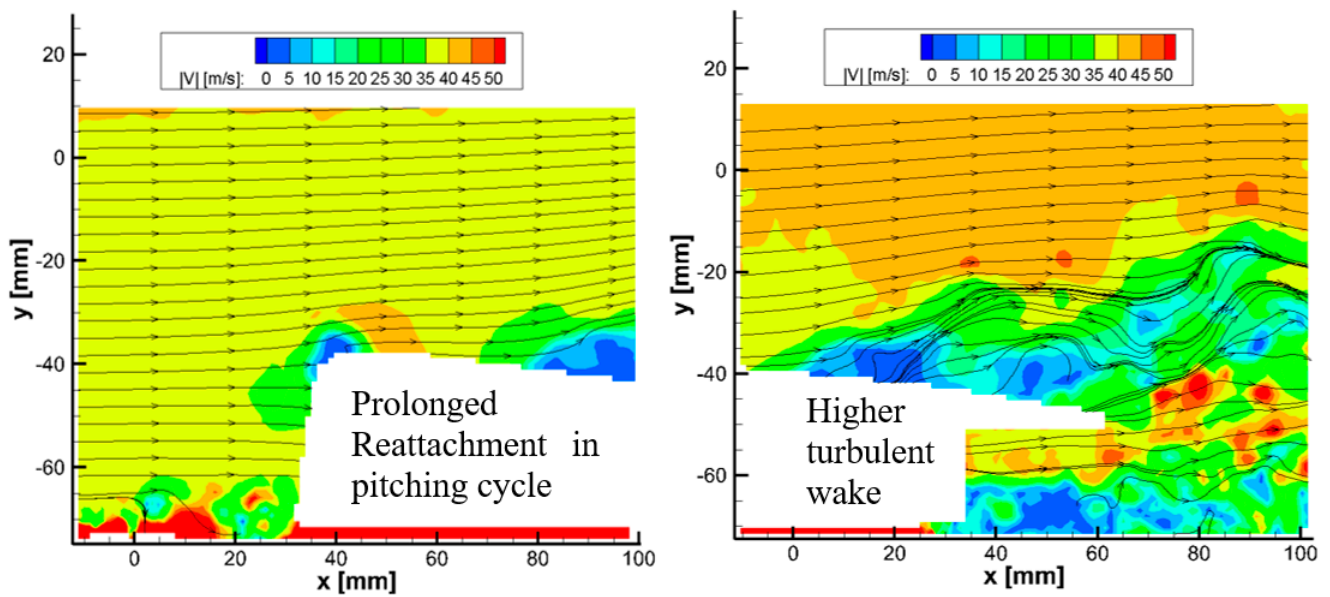 |V| [m/s]: 0 5 10 15 20 25 30 35 40 45 50
20
0
-20
-40
-60
y [mm]
0 20 40 60 80 100
x [mm]
Prolonged
Reattachment in
pitching cycle
|V| [m/s]: 0 5 10 15 20 25 30 35 40 45 50
20
0
-20
-40
-60
y [mm]
0 20 40 60 80 100
x [mm]
Higher
turbulent
wake